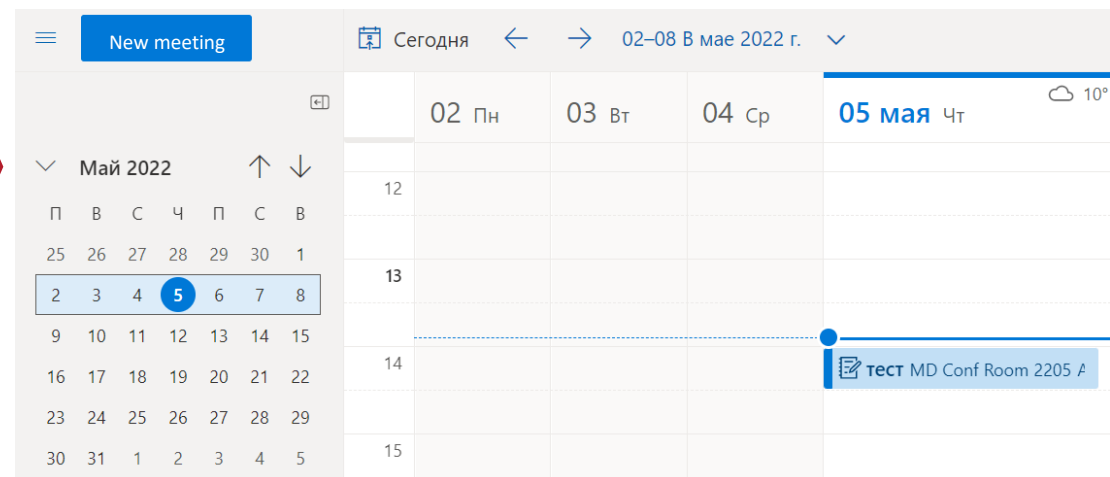 New meeting
Сегодня
02–08 В мае 2022 г.
02 Пн
03 Вт
04 Ср
05 мая Чт
10°
Май 2022
П В С Ч П С В
25 26 27 28 29 30 1
2 3 4 5 6 7 8
9 10 11 12 13 14 15
16 17 18 19 20 21 22
23 24 25 26 27 28 29
30 31 1 2 3 4 5
12
13
14
тест MD Conf Room 2205 A
15